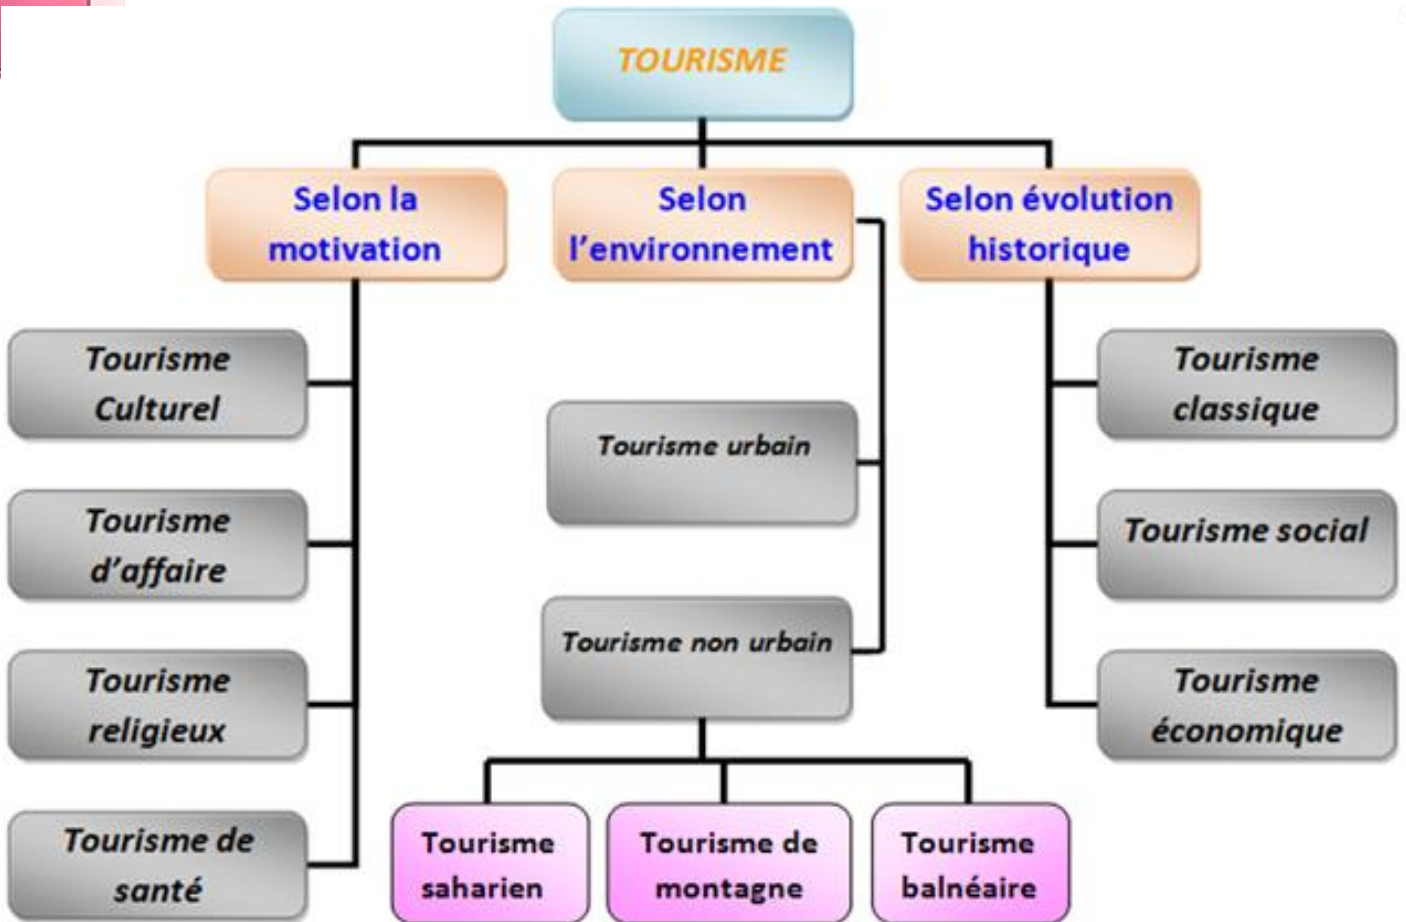 TOURISME
Selon la
motivation
Selon
l'environnement
Selon évolution
historique
Tourisme
Culturel
Tourisme
d'affaire
Tourisme
religieux
Tourisme de
santé
Tourisme urbain
Tourisme non urbain
Tourisme
saharien
Tourisme de
montagne
Tourisme
balnéaire
Tourisme
classique
Tourisme social
Tourisme
économique